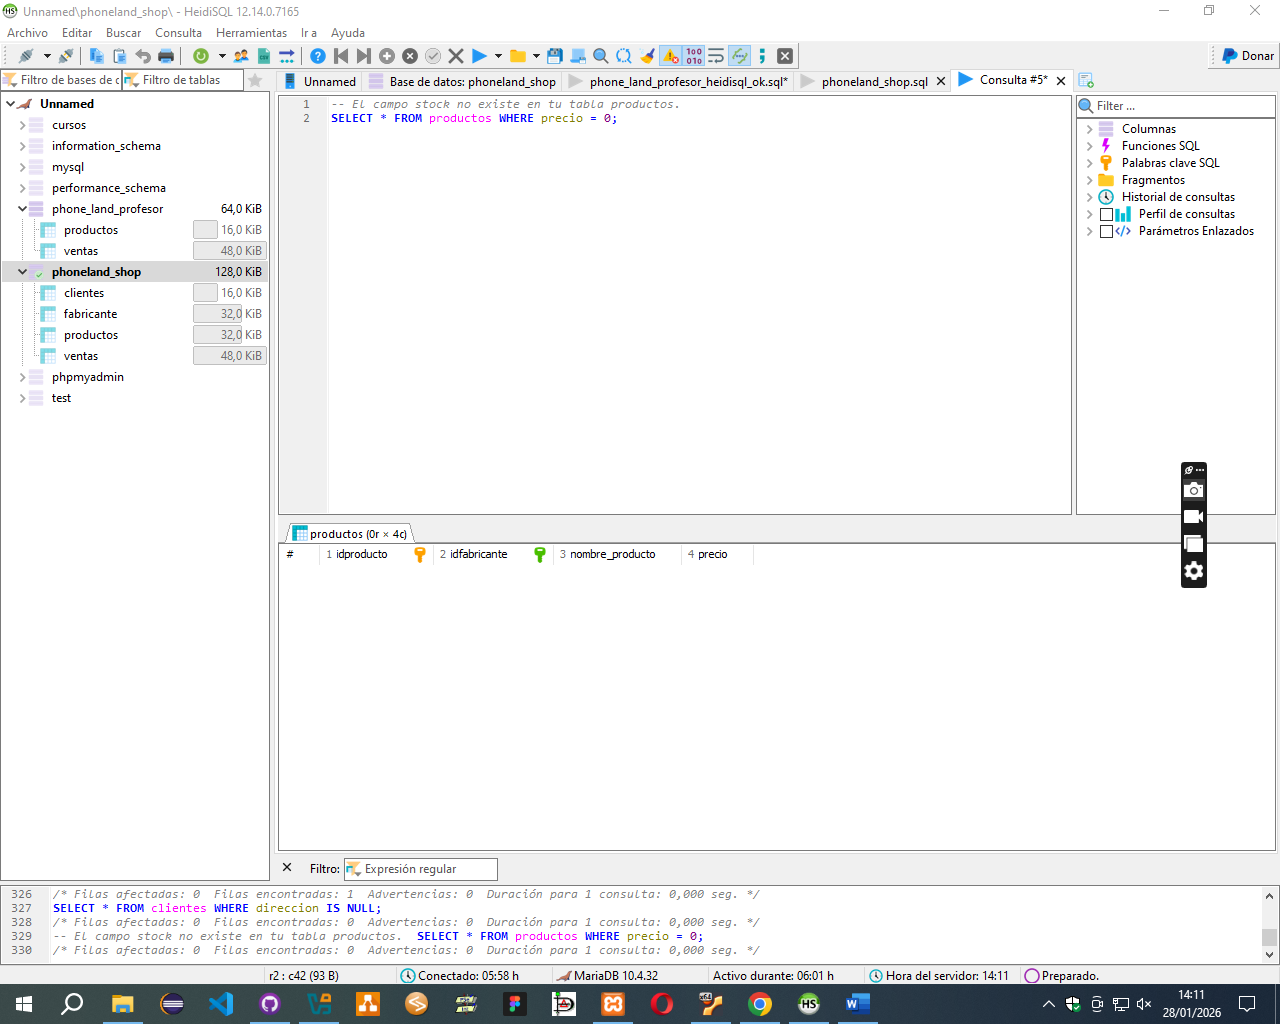 Unnamed\phoneland_shop\ - HeidiSQL 12.14.0.7165
Archivo Editar Buscar Consulta Herramientas Ir a Ayuda
Donar
Filtro de bases de d Filtro de tablas
Unnamed Base de datos: phoneland_shop phone_land_profesor_heidisql_ok.sql* phoneland_shop.sql Consulta #5*
Unnamed
cursos
information_schema
mysql
performance_schema
phone_land_profesor 64,0 KiB
productos 16,0 KiB
ventas 48,0 KiB
phoneland_shop 128,0 KiB
clientes 16,0 KiB
fabricante 32,0 KiB
productos 32,0 KiB
ventas 48,0 KiB
phpmyadmin
test
1 -- El campo stock no existe en tu tabla productos.
2 SELECT * FROM productos WHERE precio = 0;
Filter ...
Columnas
Funciones SQL
Palabras clave SQL
Fragmentos
Historial de consultas
Perfil de consultas
Parámetros Enlazados
productos (0r × 4c)
# 1 idproducto 2 idfabricante 3 nombre_producto 4 precio
Filtro: Expresión regular
326 /* Filas afectadas: 0 Filas encontradas: 1 Advertencias: 0 Duración para 1 consulta: 0,000 seg. */
327 SELECT * FROM clientes WHERE direccion IS NULL;
328 /* Filas afectadas: 0 Filas encontradas: 0 Advertencias: 0 Duración para 1 consulta: 0,000 seg. */
329 -- El campo stock no existe en tu tabla productos. SELECT * FROM productos WHERE precio = 0;
330 /* Filas afectadas: 0 Filas encontradas: 0 Advertencias: 0 Duración para 1 consulta: 0,000 seg. */
r2 : c42 (93 B) Conectado: 05:58 h MariaDB 10.4.32 Activo durante: 06:01 h Hora del servidor: 14:11 Preparado.
14:11
28/01/2026